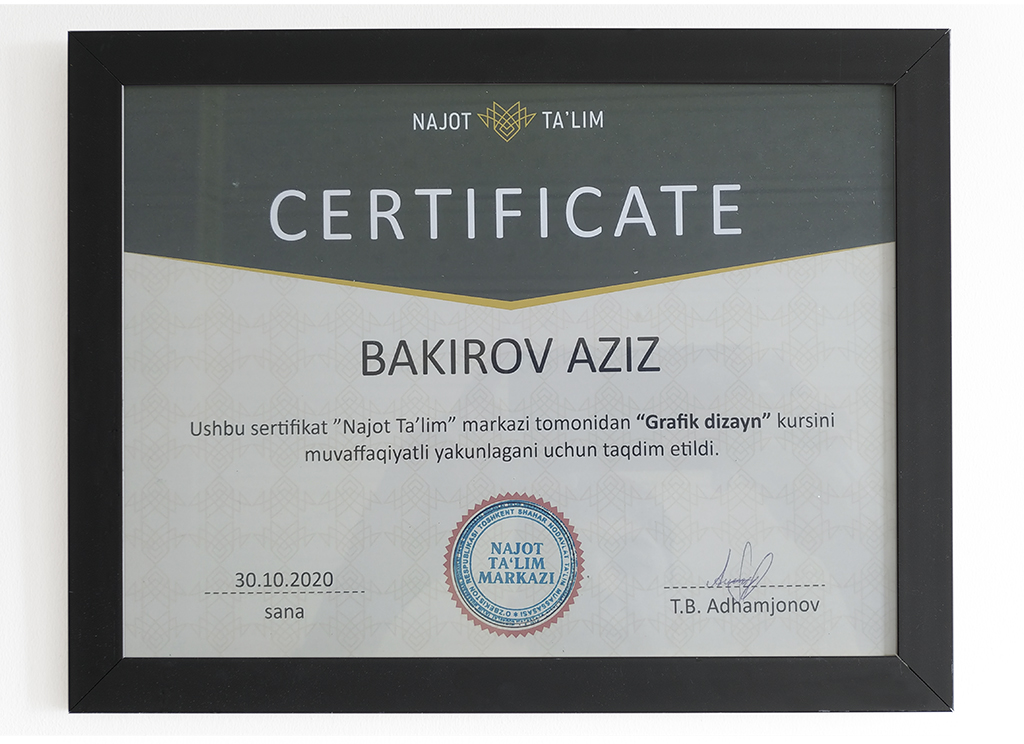 NAJOT TA'LIM
CERTIFICATE
BAKIROV AZIZ
Ushbu sertifikat ”Najot Ta’lim” markazi tomonidan “Grafik dizayn” kursini
muvaffaqiyatli yakunlagani uchun taqdim etildi.
O'ZBEKISTON RESPUBLIKASI TOSHKENT SHAHAR NODAVLAT TA'LIM MUASSASASI
NAJOT
TA‘LIM
MARKAZI
30.10.2020
sana
T.B. Adhamjonov